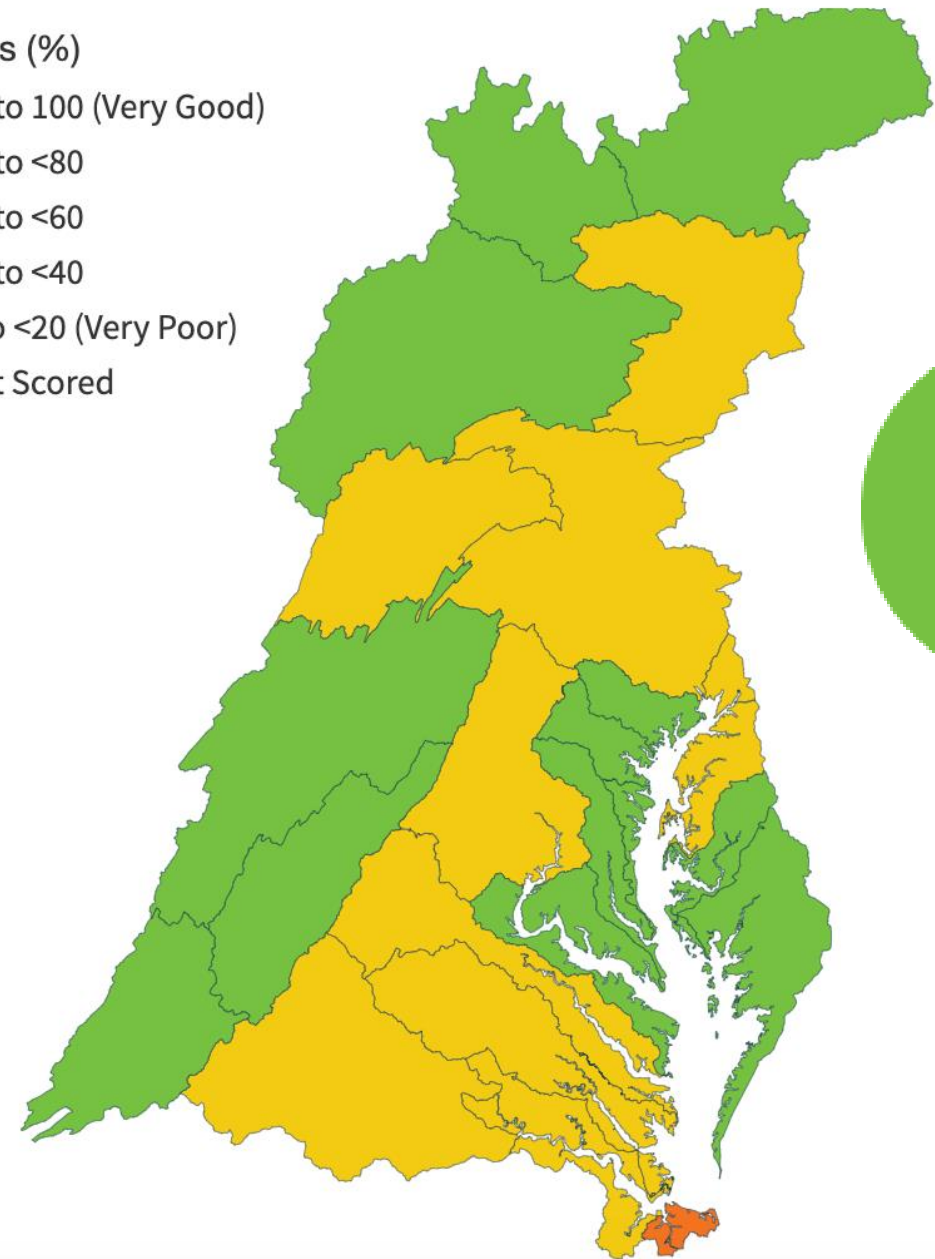 s (%)
to 100 (Very Good)
to <80
to <60
to <40
o <20 (Very Poor)
t Scored